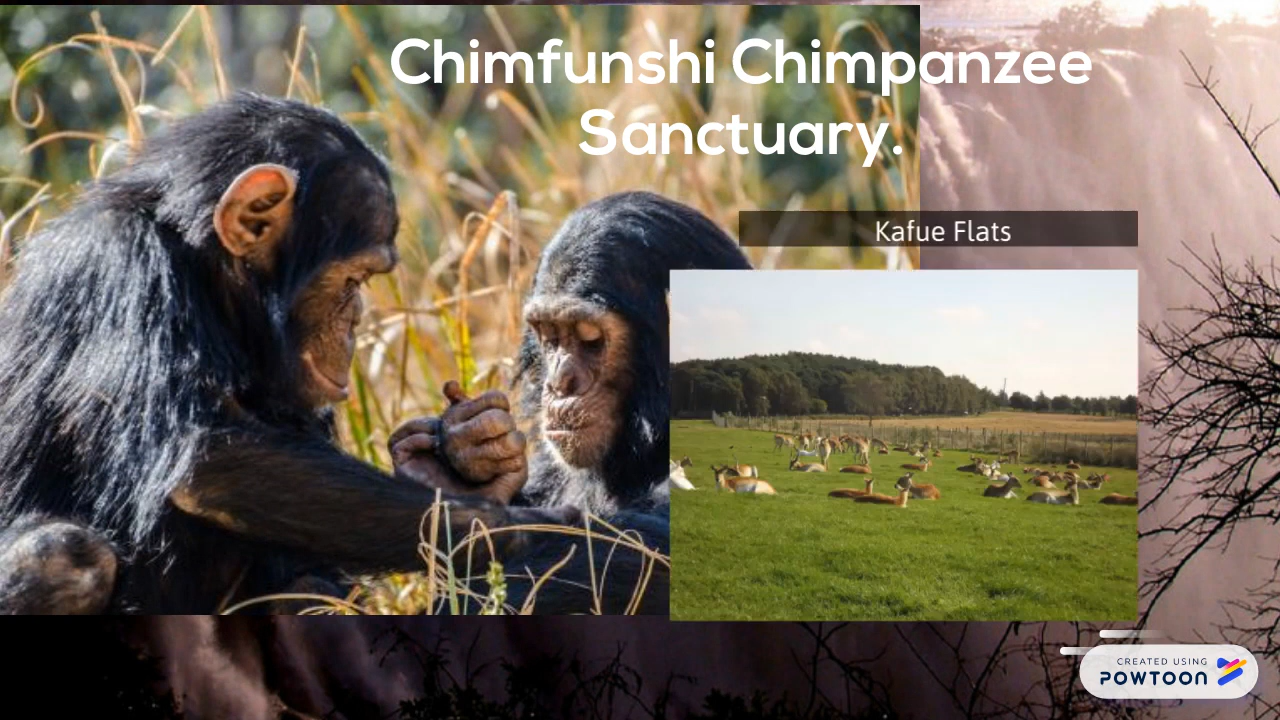 Chimfunshi Chimpanzee
Sanctuary.
Kafue Flats
CREATED USING
POWTOON